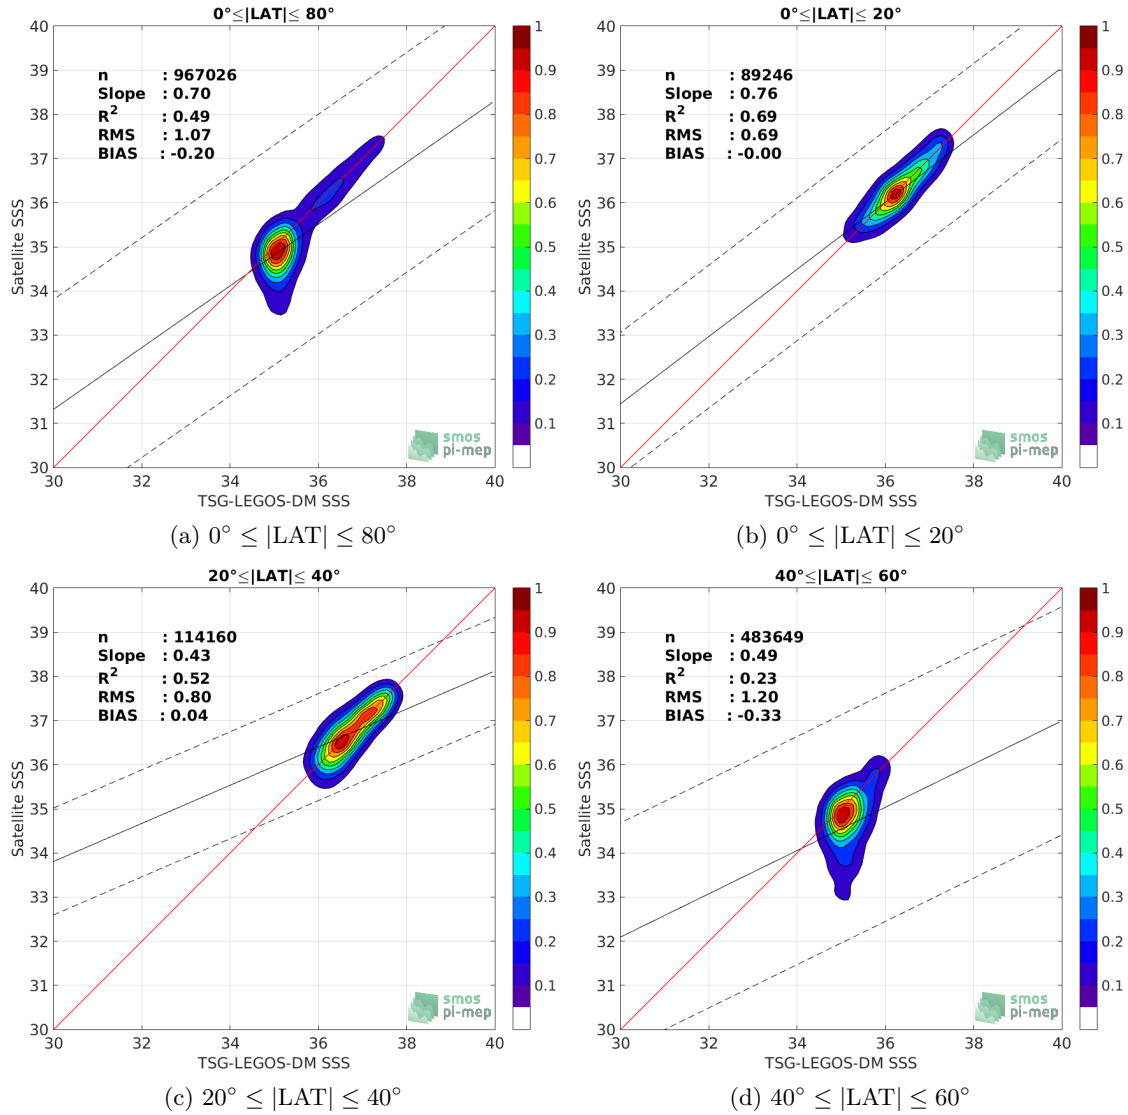 0°≤|LAT|≤ 80°
n : 967026
Slope : 0.70
R2 : 0.49
RMS : 1.07
BIAS : -0.20
Satellite SSS
40
39
38
37
36
35
34
33
32
31
30
30 32 34 36 38 40
TSG-LEGOS-DM SSS
1
0.9
0.8
0.7
0.6
0.5
0.4
0.3
0.2
0.1
smos
pi-mep
(a) 0° ≤ |LAT| ≤ 80°
0°≤|LAT|≤ 20°
n : 89246
Slope : 0.76
R2 : 0.69
RMS : 0.69
BIAS : -0.00
Satellite SSS
40
39
38
37
36
35
34
33
32
31
30
30 32 34 36 38 40
TSG-LEGOS-DM SSS
1
0.9
0.8
0.7
0.6
0.5
0.4
0.3
0.2
0.1
smos
pi-mep
(b) 0° ≤ |LAT| ≤ 20°
20°≤|LAT|≤ 40°
n : 114160
Slope : 0.43
R2 : 0.52
RMS : 0.80
BIAS : 0.04
Satellite SSS
40
39
38
37
36
35
34
33
32
31
30
30 32 34 36 38 40
TSG-LEGOS-DM SSS
1
0.9
0.8
0.7
0.6
0.5
0.4
0.3
0.2
0.1
smos
pi-mep
(c) 20° ≤ |LAT| ≤ 40°
40°≤|LAT|≤ 60°
n : 483649
Slope : 0.49
R2 : 0.23
RMS : 1.20
BIAS : -0.33
Satellite SSS
40
39
38
37
36
35
34
33
32
31
30
30 32 34 36 38 40
TSG-LEGOS-DM SSS
1
0.9
0.8
0.7
0.6
0.5
0.4
0.3
0.2
0.1
smos
pi-mep
(d) 40° ≤ |LAT| ≤ 60°